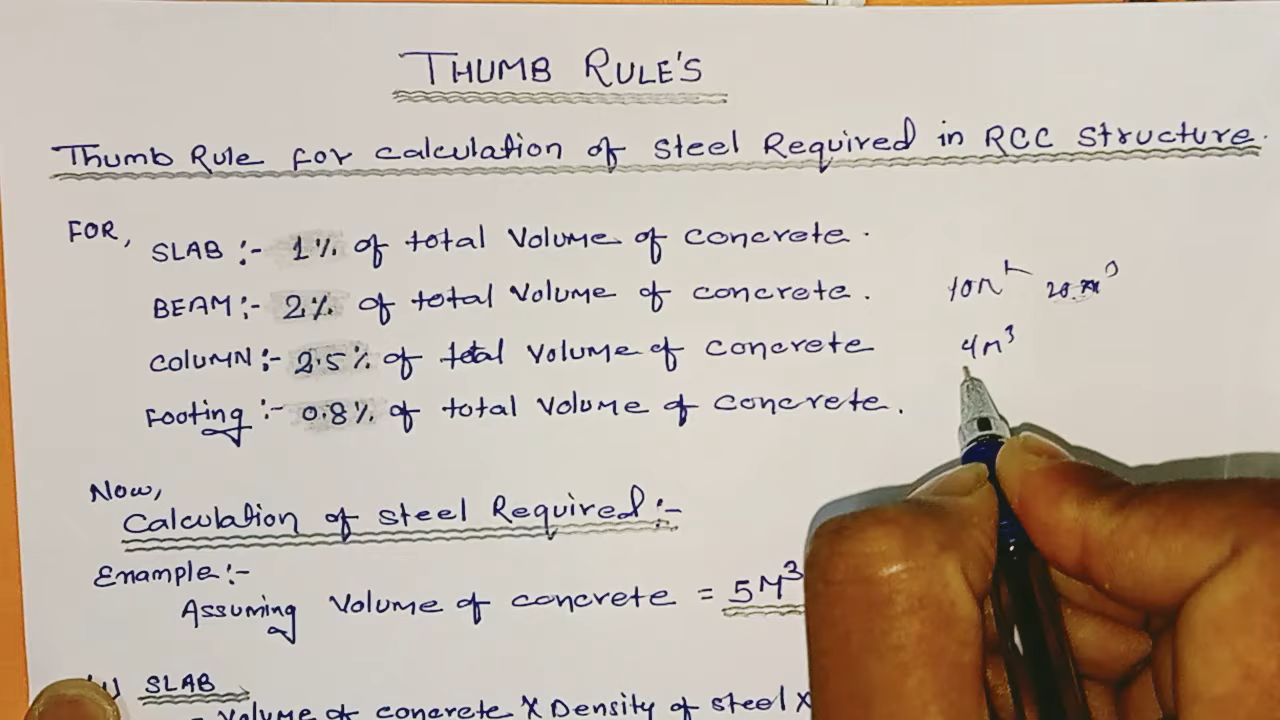 THUMB RULE'S
Thumb Rule for calculation of Steel Required in RCC Structure.
FOR,
SLAB :- 1% of total Volume of concrete.
BEAM :- 2% of total Volume of concrete.
COLUMN :- 2.5% of total Volume of concrete
Footing :- 0.8% of total Volume of concrete.
4m³
Now,
Calculation of Steel Required :-
Example :-
Assuming Volume of concrete = 5M³
SLAB
= Volume of concrete X Density of steel X